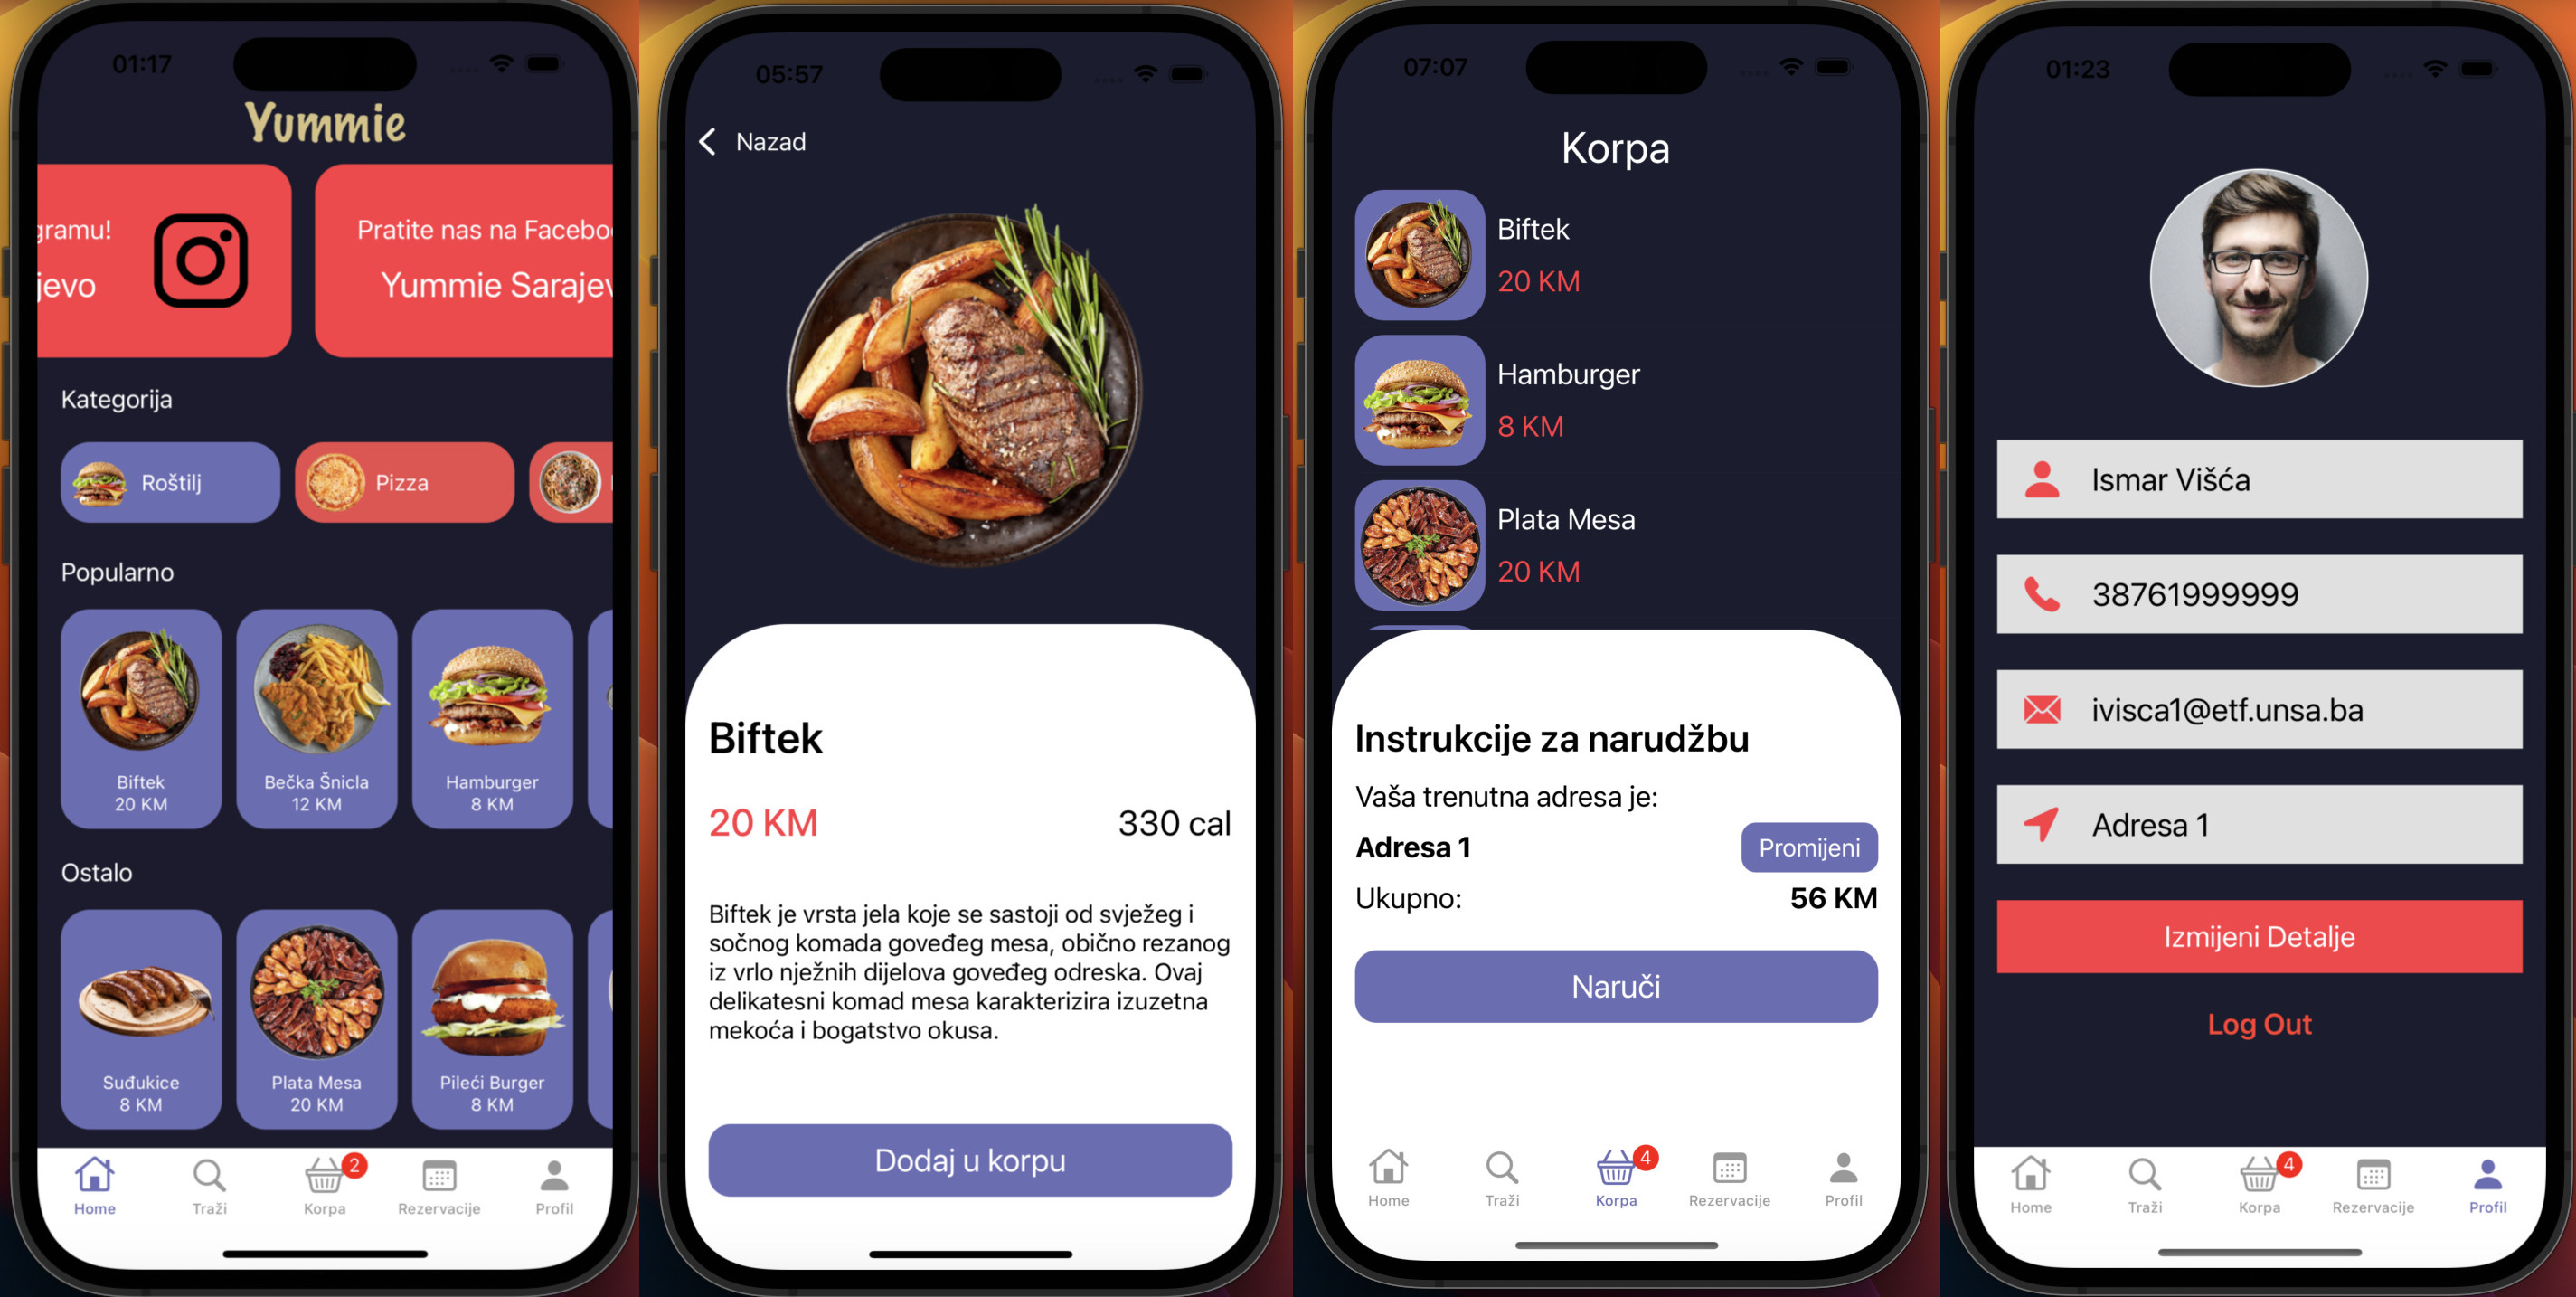 01:17
Yummie
gramu!
jevo
Pratite nas na Facebo
Yummie Sarajev
Kategorija
Roštilj
Pizza
Popularno
Biftek
20 KM
Bečka Šnicla
12 KM
Hamburger
8 KM
Ostalo
Suđukice
8 KM
Plata Mesa
20 KM
Pileći Burger
8 KM
2
Home
Traži
Korpa
Rezervacije
Profil
05:57
Nazad
Biftek
20 KM
330 cal
Biftek je vrsta jela koje se sastoji od svježeg i
sočnog komada goveđeg mesa, obično rezanog
iz vrlo nježnih dijelova goveđeg odreska. Ovaj
delikatesni komad mesa karakterizira izuzetna
mekoća i bogatstvo okusa.
Dodaj u korpu
07:07
Korpa
Biftek
20 KM
Hamburger
8 KM
Plata Mesa
20 KM
Instrukcije za narudžbu
Vaša trenutna adresa je:
Adresa 1
Promijeni
Ukupno:
56 KM
Naruči
4
Home
Traži
Korpa
Rezervacije
Profil
01:23
Ismar Višća
38761999999
ivisca1@etf.unsa.ba
Adresa 1
Izmijeni Detalje
Log Out
4
Home
Traži
Korpa
Rezervacije
Profil